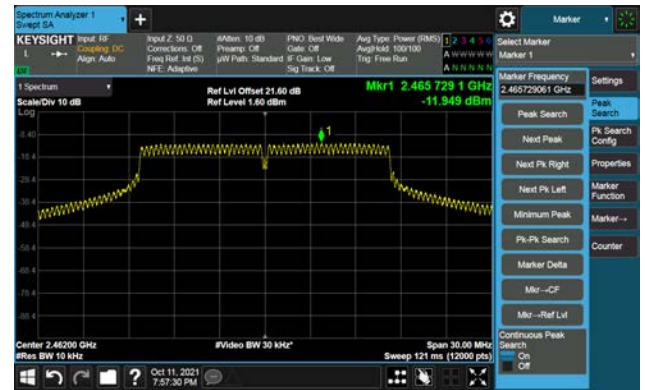 Spectrum Analyzer 1
Swept SA
Marker
KEYSIGHT
L
Input: RF
Coupling: DC
Align: Auto
Input Z: 50 Ω
Corrections: Off
Freq Ref: Int (S)
NFE: Adaptive
#Atten: 10 dB
Preamp: Off
µW Path: Standard
PNO: Best Wide
Gate: Off
IF Gain: Low
Sig Track: Off
Avg Type: Power (RMS)
Avg|Hold: 100/100
Trig: Free Run
1 2 3 4 5 6
A W W W W W
A N N N N N
Select Marker
Marker 1
1 Spectrum
Scale/Div 10 dB
Log
Ref Lvl Offset 21.60 dB
Ref Level 1.60 dBm
Mkr1 2.465 729 1 GHz
-11.949 dBm
1
-8.40
-18.4
-28.4
-38.4
-48.4
-58.4
-68.4
-78.4
-88.4
Center 2.46200 GHz
#Res BW 10 kHz
#Video BW 30 kHz*
Span 30.00 MHz
Sweep 121 ms (12000 pts)
Marker Frequency
2.465729061 GHz
Peak Search
Next Peak
Next Pk Right
Next Pk Left
Minimum Peak
Pk-Pk Search
Marker Delta
Mkr→CF
Mkr→Ref Lvl
Continuous Peak
Search
On
Off
Settings
Peak
Search
Pk Search
Config
Properties
Marker
Function
Marker→
Counter
?
Oct 11, 2021
7:57:30 PM